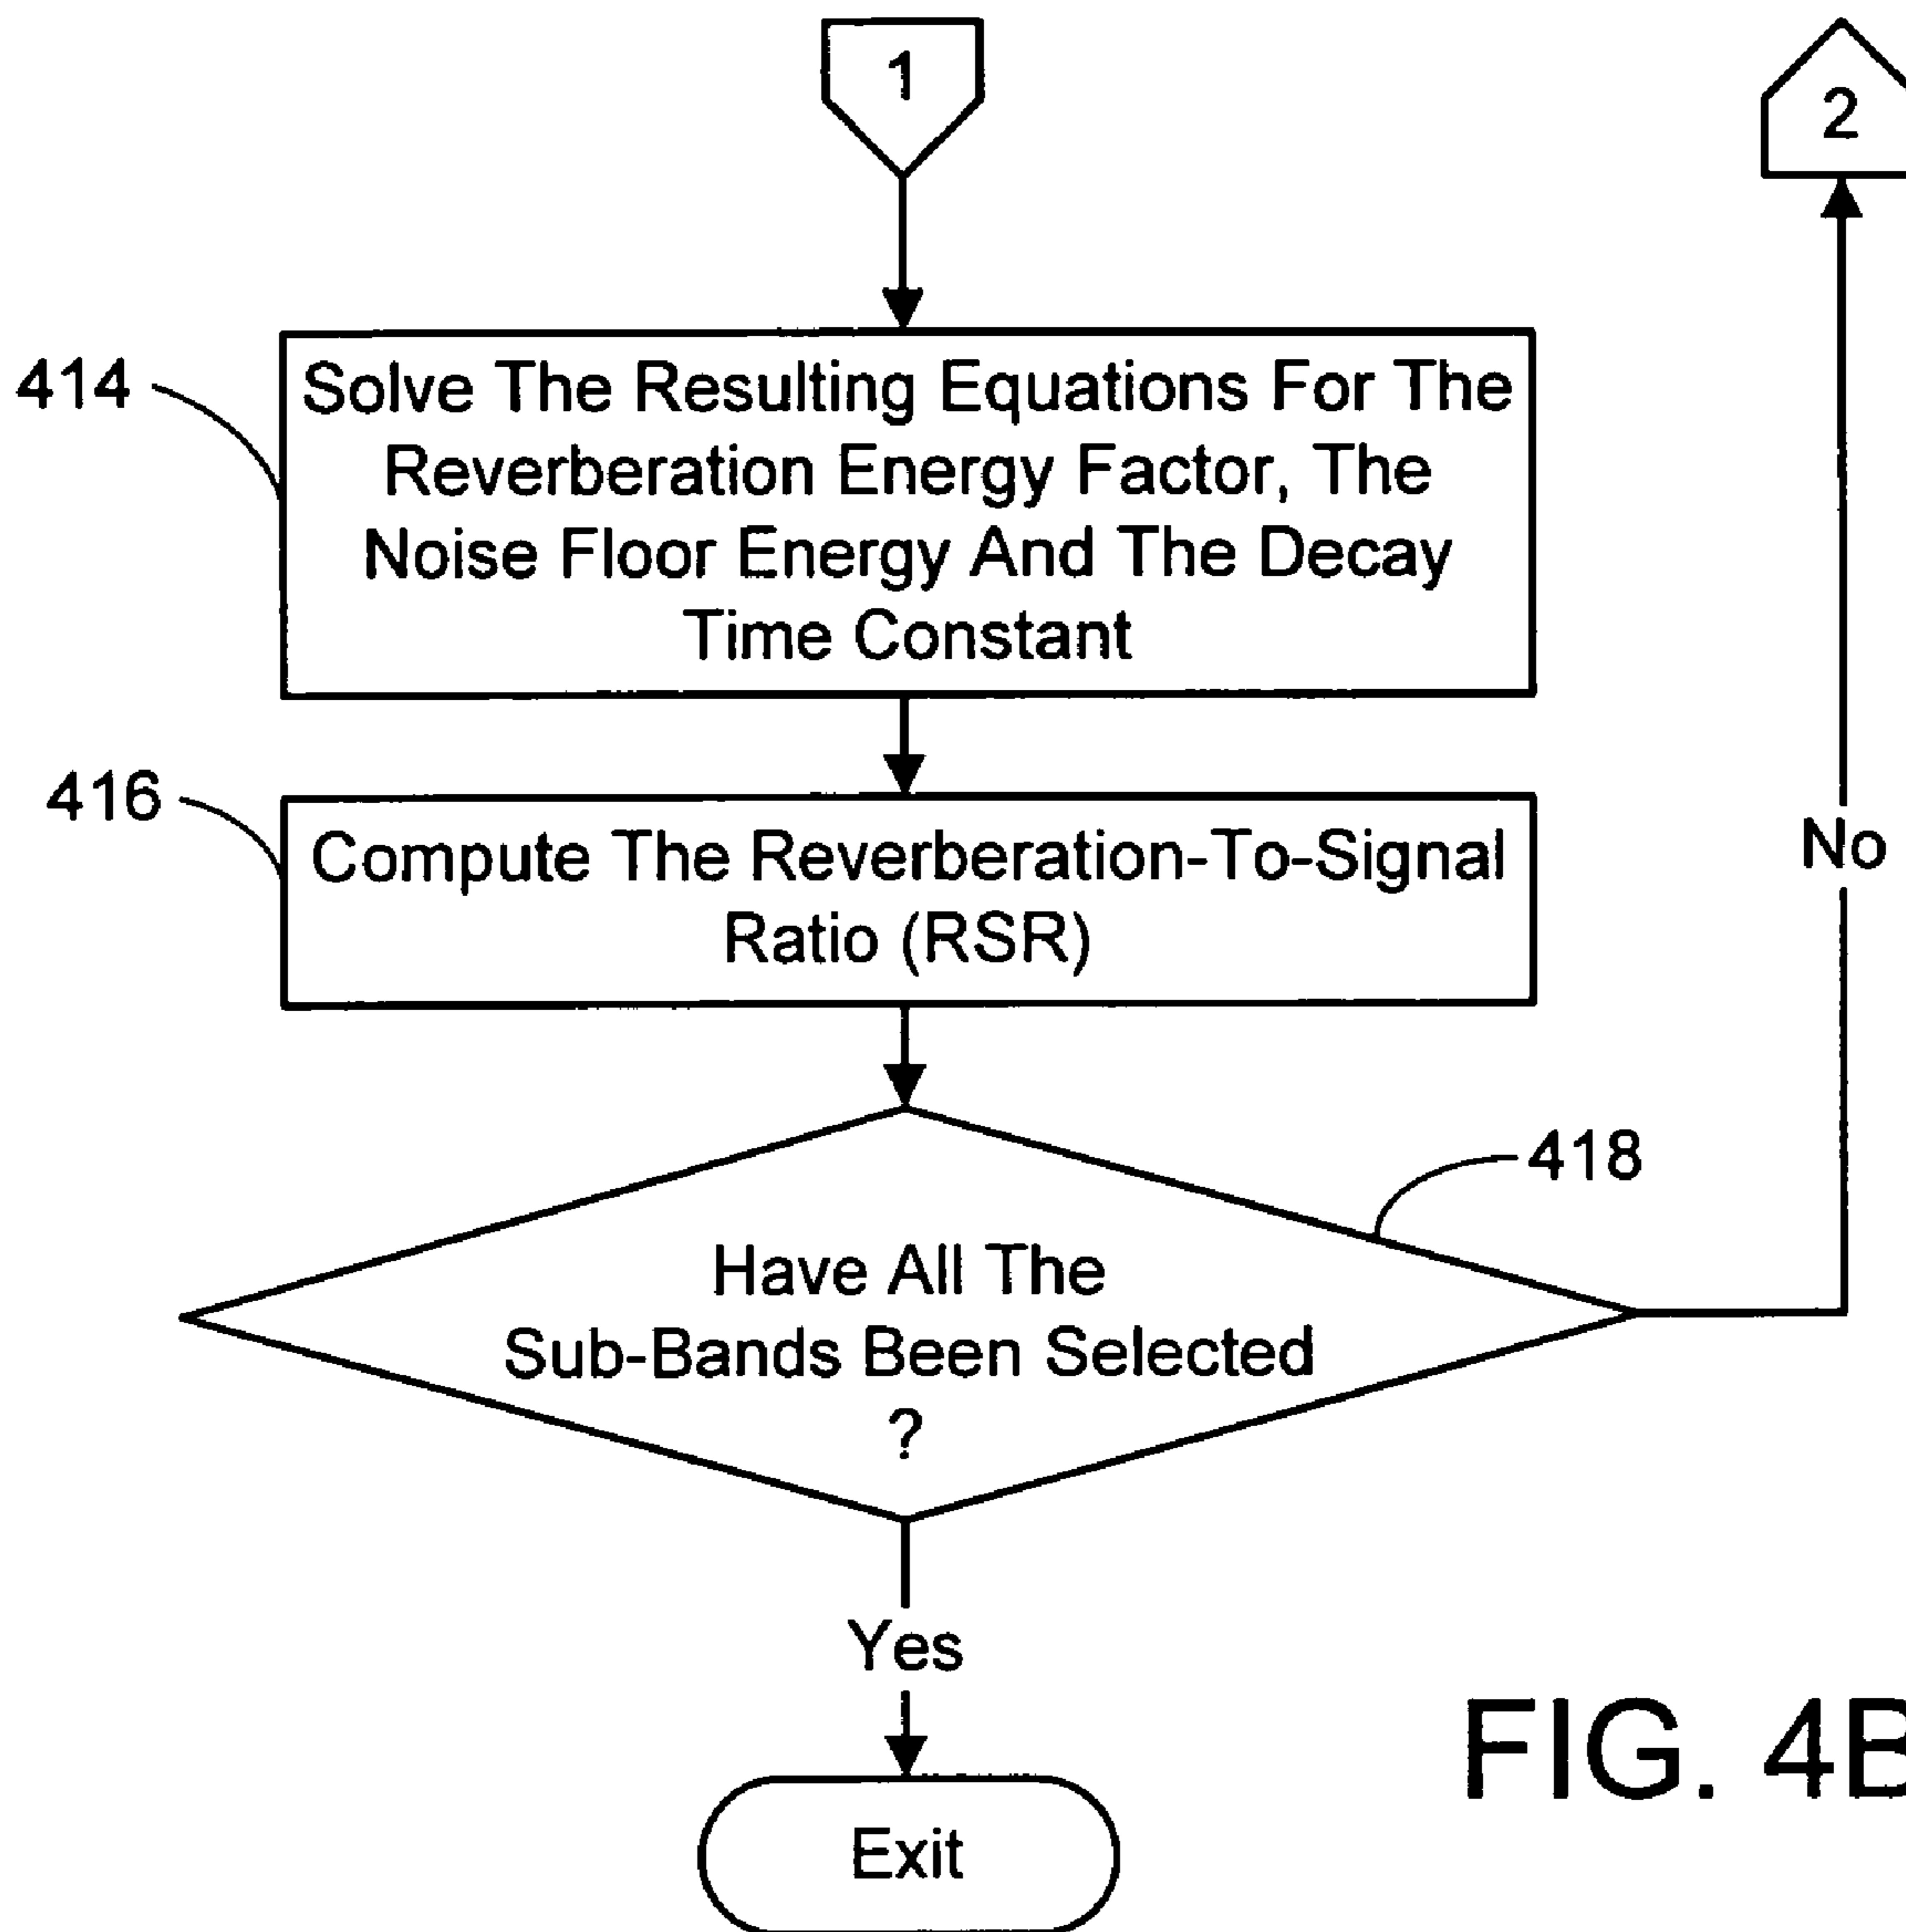 1
2
414
Solve The Resulting Equations For The
Reverberation Energy Factor, The
Noise Floor Energy And The Decay
Time Constant
416
Compute The Reverberation-To-Signal
Ratio (RSR)
No
418
Have All The
Sub-Bands Been Selected
?
Yes
FIG. 4B
Exit